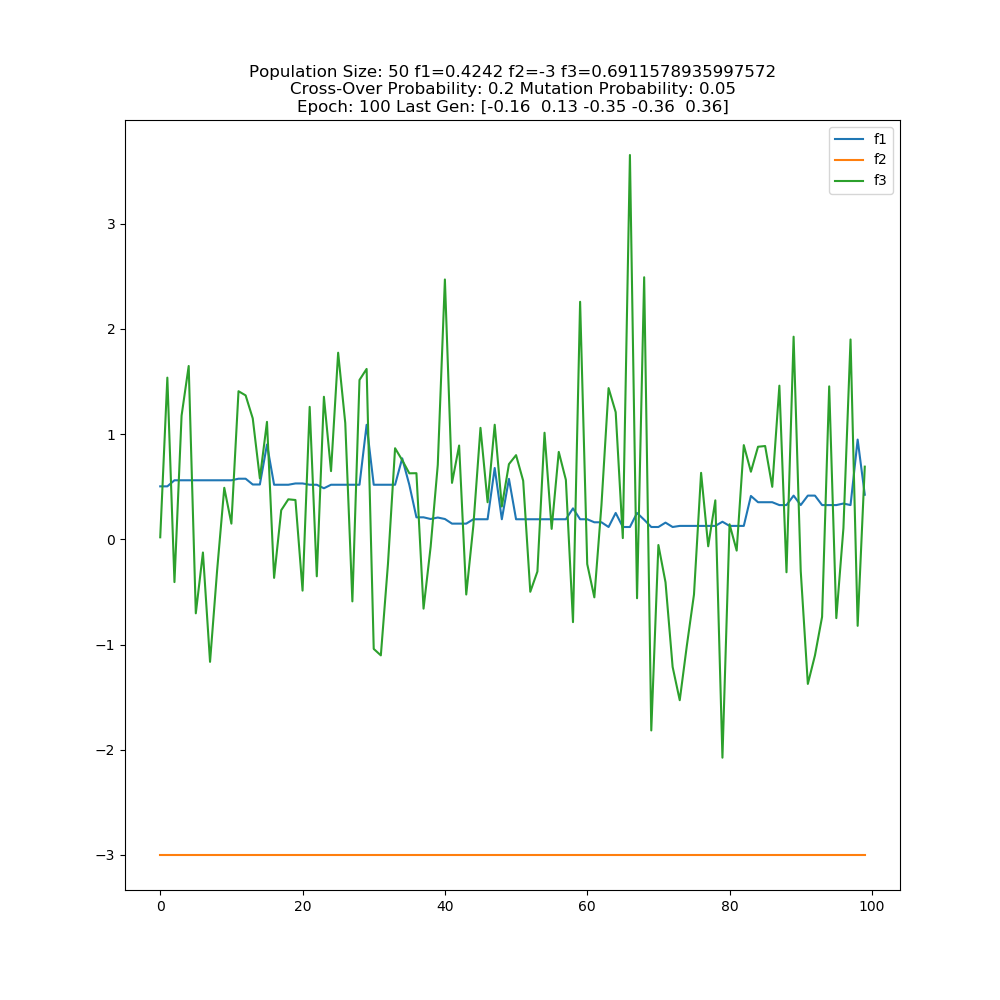 Population Size: 50 f1=0.4242 f2=-3 f3=0.6911578935997572
Cross-Over Probability: 0.2 Mutation Probability: 0.05
Epoch: 100 Last Gen: [-0.16  0.13 -0.35 -0.36  0.36]
f1
f2
f3
3
2
1
0
−1
−2
−3
0 20 40 60 80 100